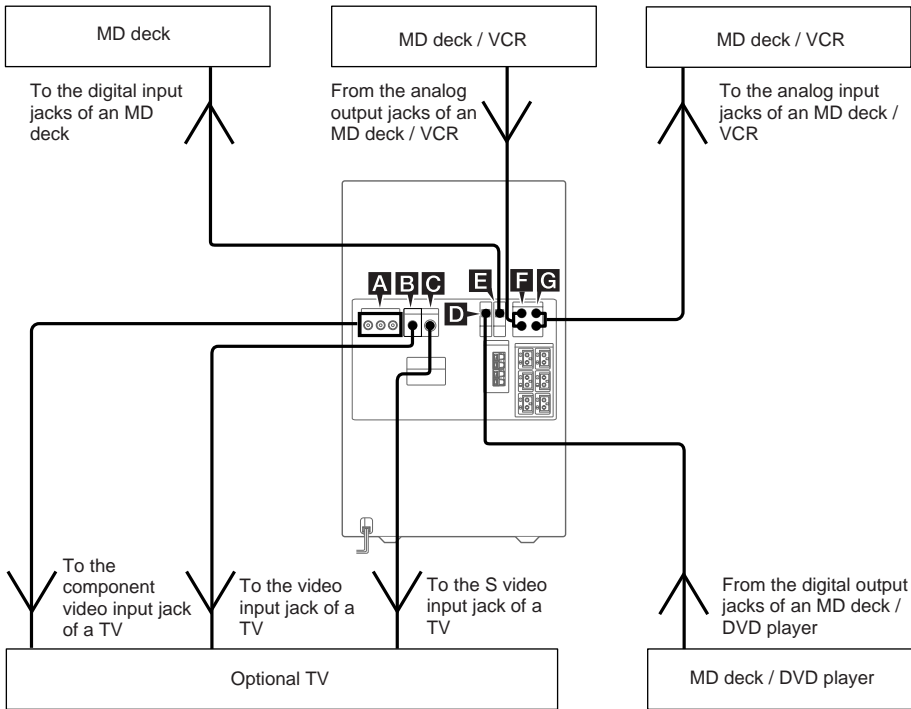 MD deck
MD deck / VCR
MD deck / VCR
To the digital input
jacks of an MD
deck
From the analog
output jacks of an
MD deck / VCR
To the analog input
jacks of an MD deck /
VCR
A
B
C
D
E
F
G
To the
component
video input jack
of a TV
To the video
input jack of a
TV
To the S video
input jack of a
TV
From the digital output
jacks of an MD deck /
DVD player
Optional TV
MD deck / DVD player